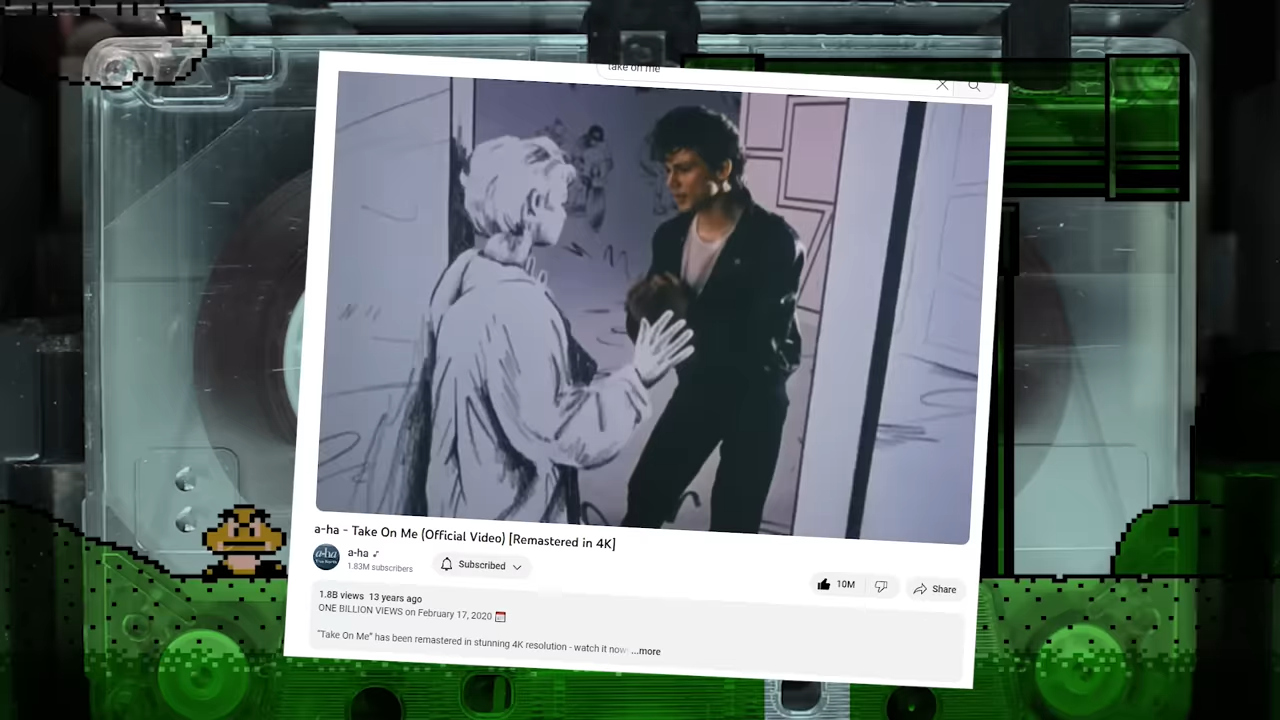 take on me
a-ha - Take On Me (Official Video) [Remastered in 4K]
a-ha
a-ha
1.83M subscribers
Subscribed
10M
Share
1.8B views 13 years ago
ONE BILLION VIEWS on February 17, 2020
"Take On Me" has been remastered in stunning 4K resolution - watch it now
...more